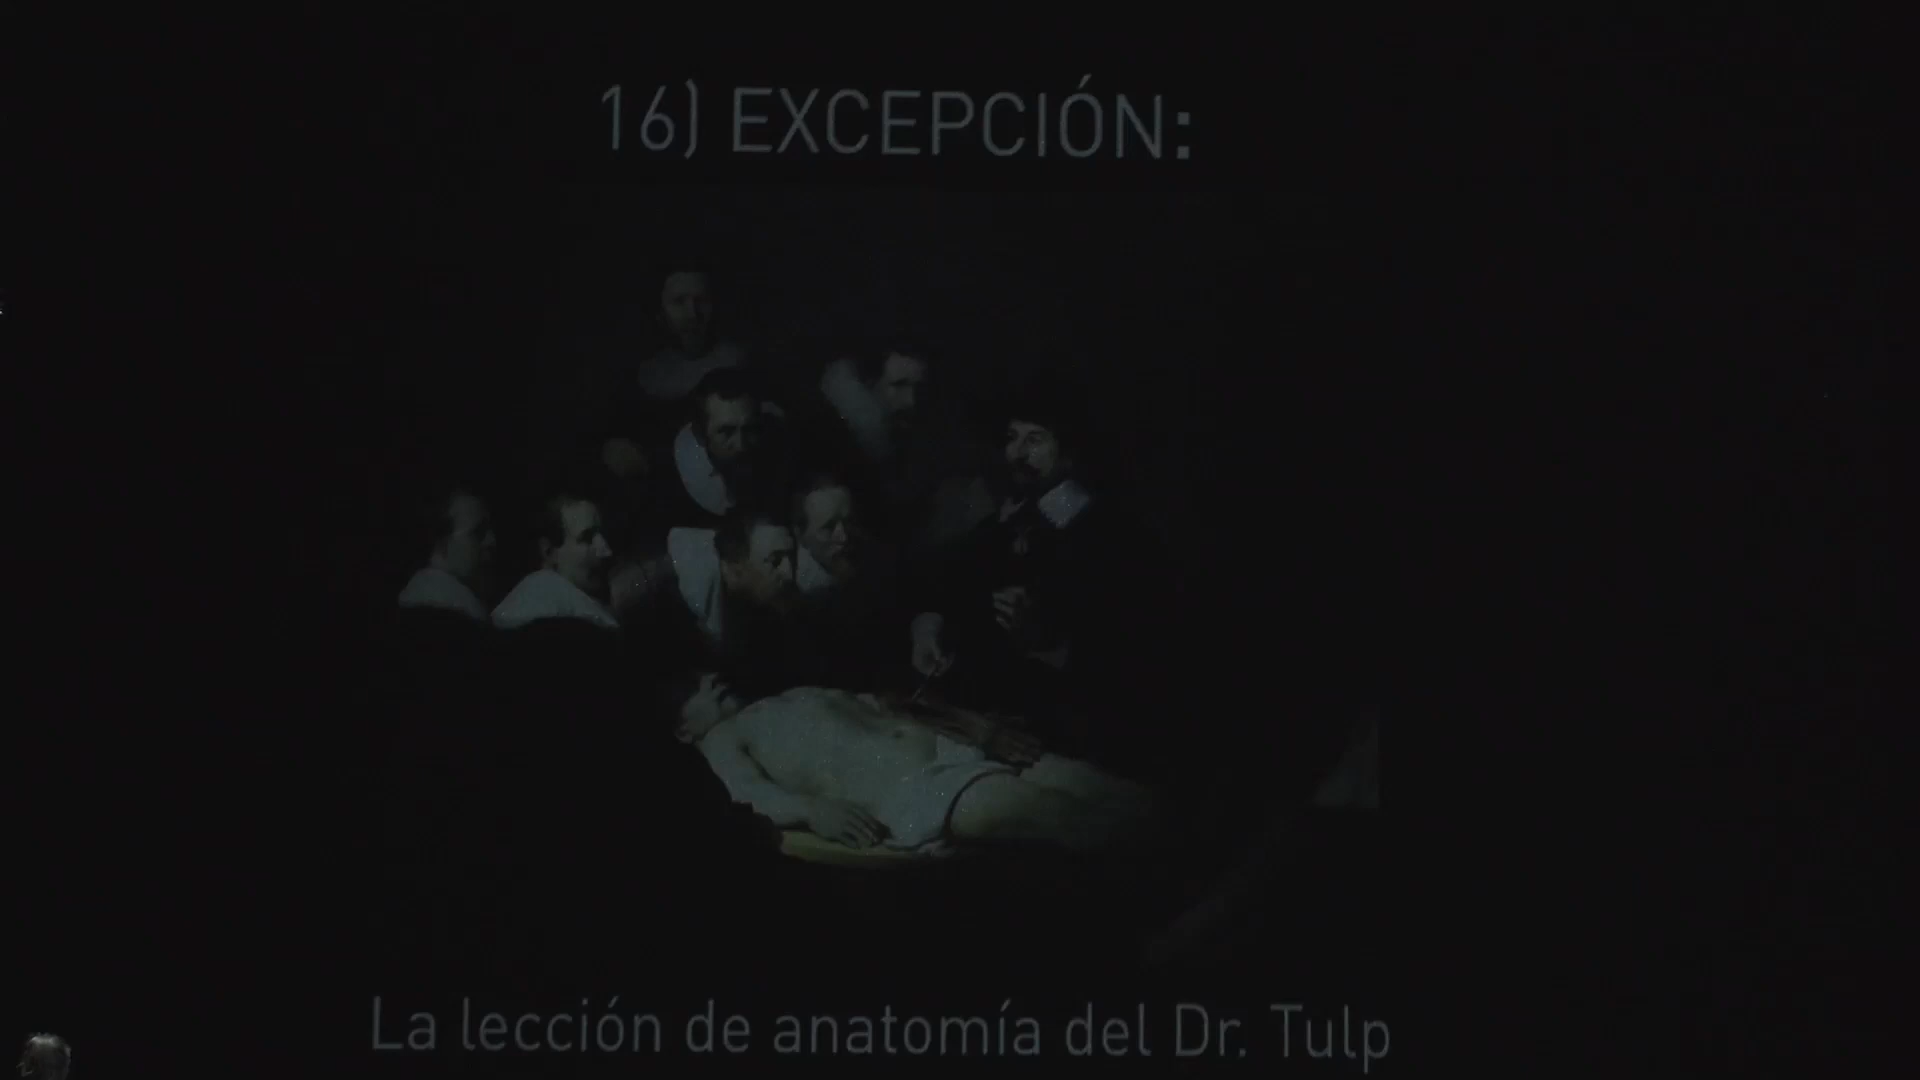 16) EXCEPCIÓN:
La lección de anatomía del Dr. Tulp